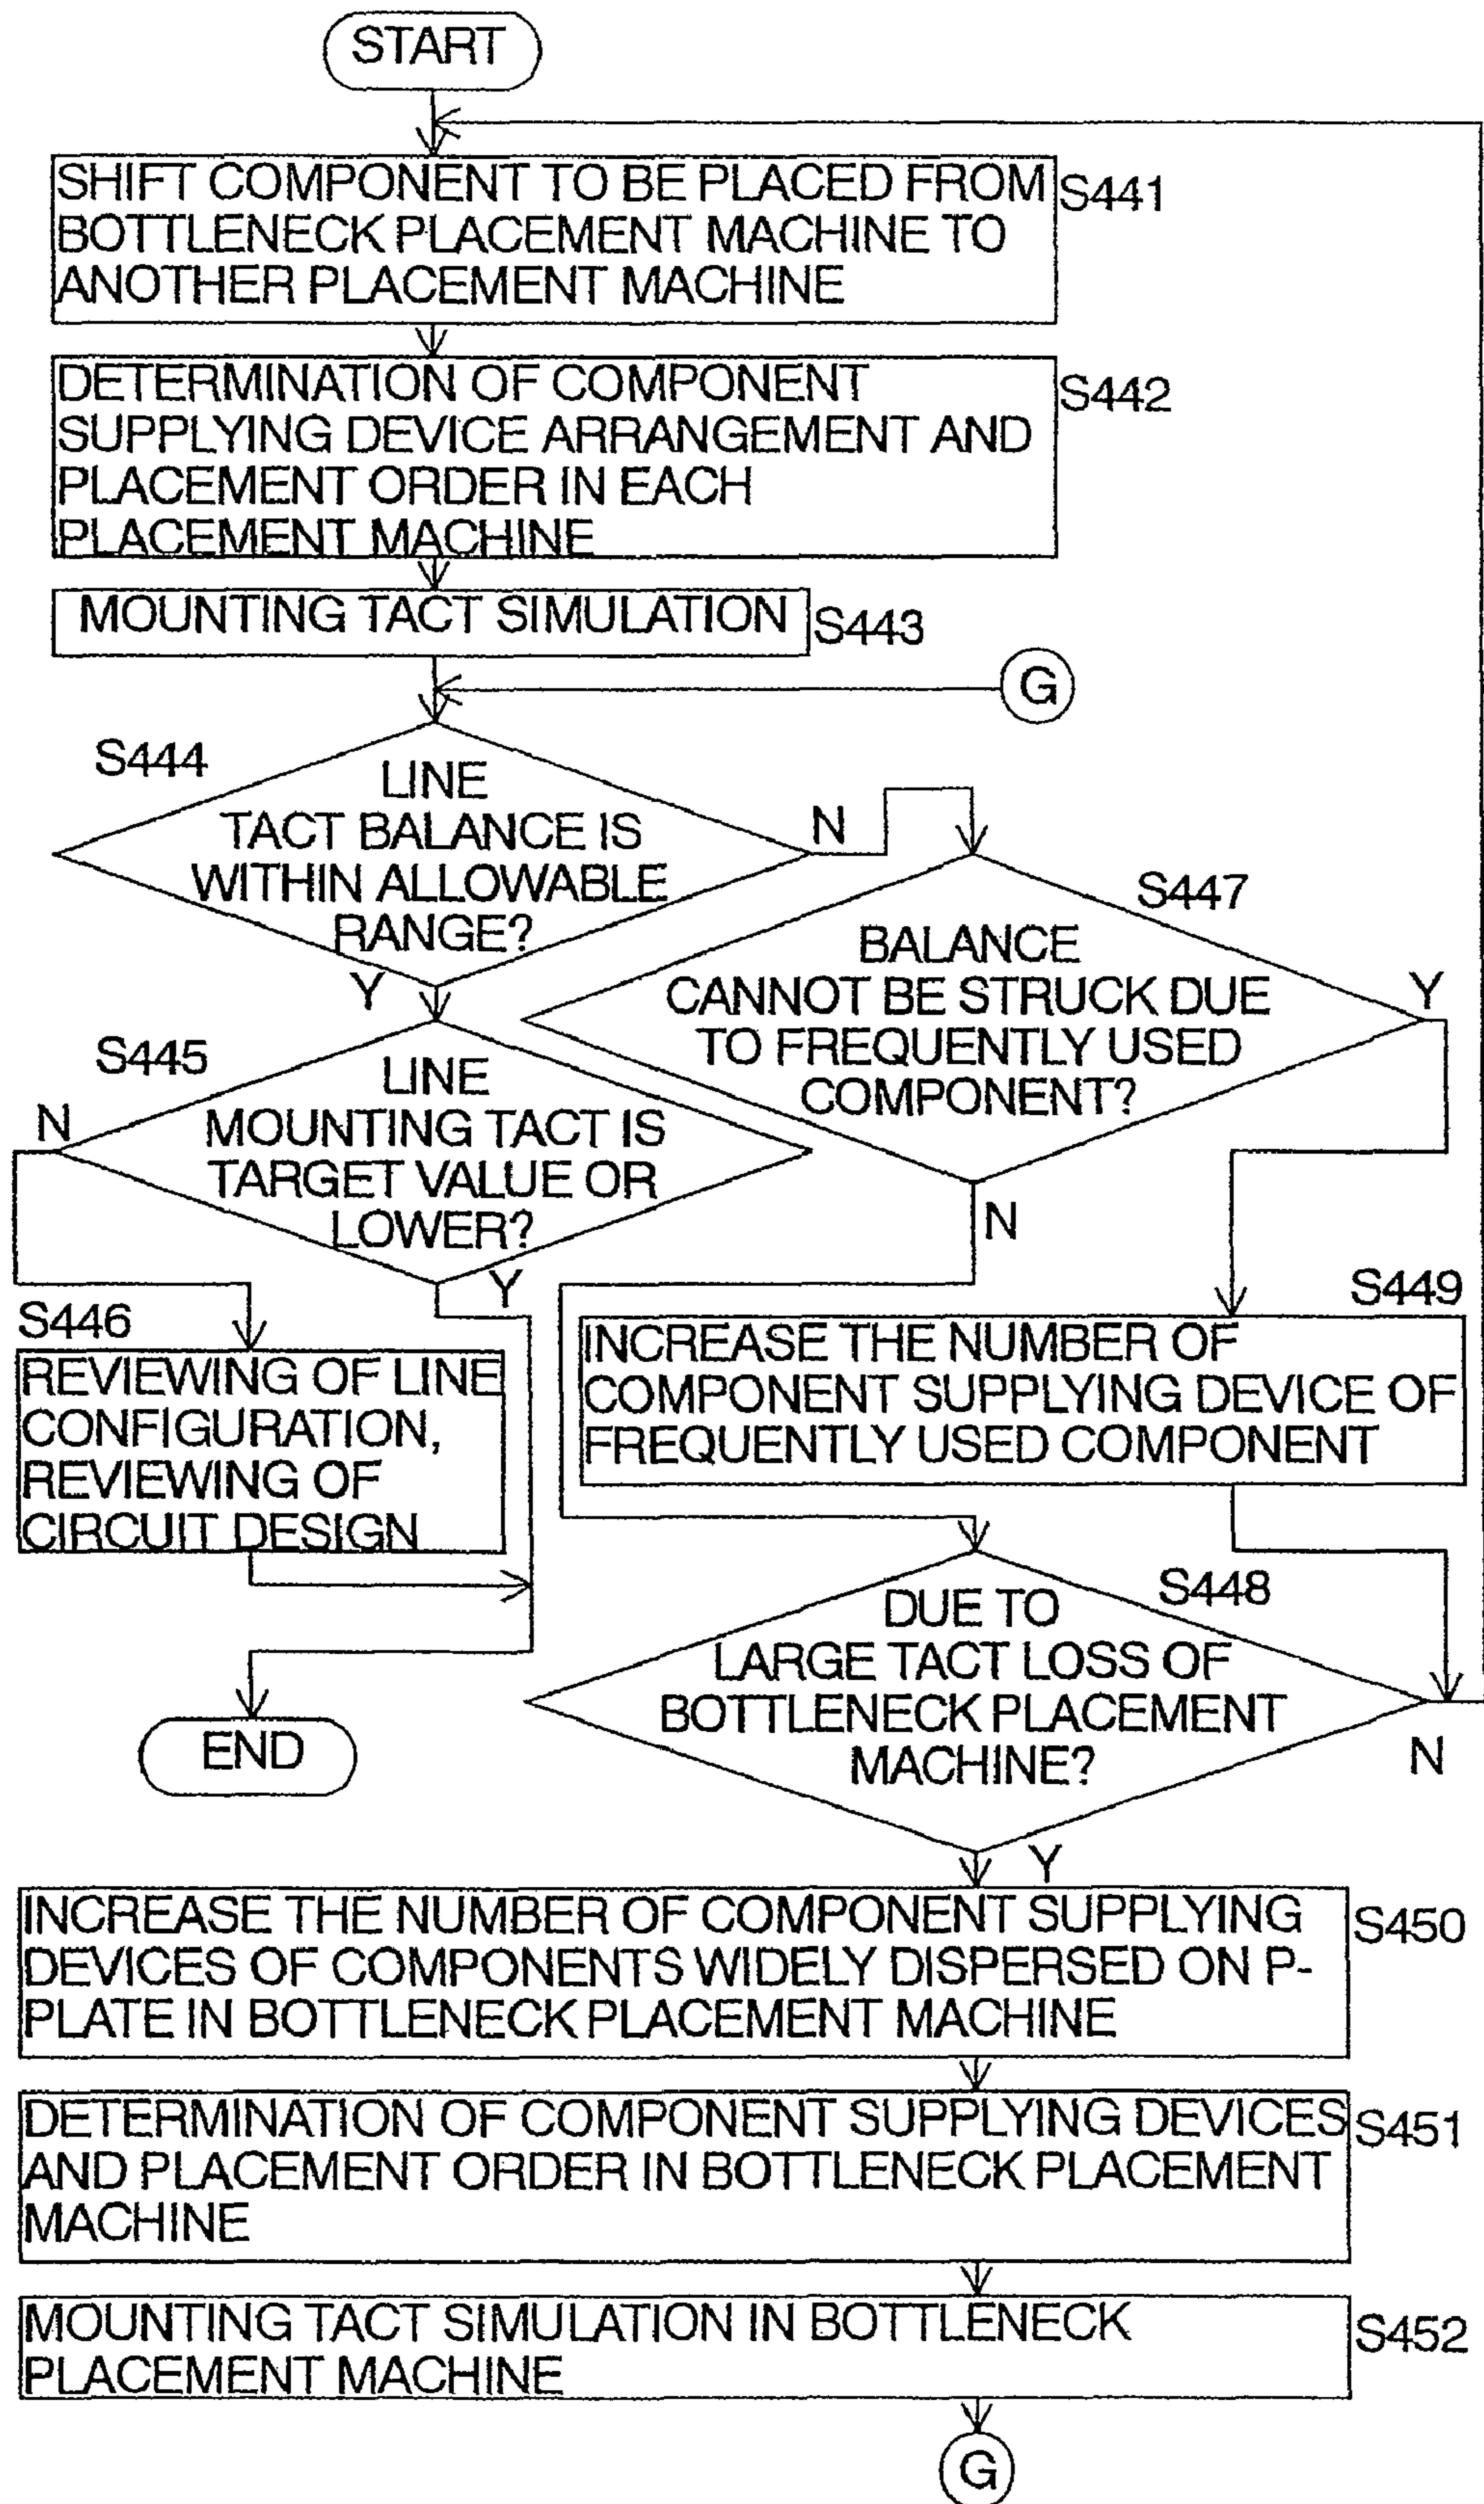 START
SHIFT COMPONENT TO BE PLACED FROM
BOTTLENECK PLACEMENT MACHINE TO
ANOTHER PLACEMENT MACHINE
S441
DETERMINATION OF COMPONENT
SUPPLYING DEVICE ARRANGEMENT AND
PLACEMENT ORDER IN EACH
PLACEMENT MACHINE
S442
MOUNTING TACT SIMULATION
S443
G
S444
LINE
TACT BALANCE IS
WITHIN ALLOWABLE
RANGE?
N
Y
S447
BALANCE
CANNOT BE STRUCK DUE
TO FREQUENTLY USED
COMPONENT?
Y
N
S445
LINE
MOUNTING TACT IS
TARGET VALUE OR
LOWER?
N
Y
S446
REVIEWING OF LINE
CONFIGURATION,
REVIEWING OF
CIRCUIT DESIGN
S449
INCREASE THE NUMBER OF
COMPONENT SUPPLYING DEVICE OF
FREQUENTLY USED COMPONENT
S448
DUE TO
LARGE TACT LOSS OF
BOTTLENECK PLACEMENT
MACHINE?
N
Y
END
INCREASE THE NUMBER OF COMPONENT SUPPLYING
DEVICES OF COMPONENTS WIDELY DISPERSED ON P-
PLATE IN BOTTLENECK PLACEMENT MACHINE
S450
DETERMINATION OF COMPONENT SUPPLYING DEVICES
AND PLACEMENT ORDER IN BOTTLENECK PLACEMENT
MACHINE
S451
MOUNTING TACT SIMULATION IN BOTTLENECK
PLACEMENT MACHINE
S452
G